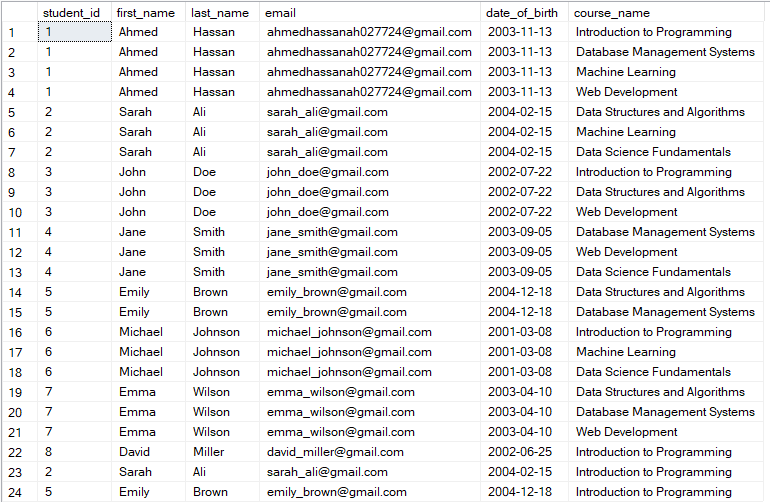 student_id first_name last_name email date_of_birth course_name
1 1 Ahmed Hassan ahmedhassanah027724@gmail.com 2003-11-13 Introduction to Programming
2 1 Ahmed Hassan ahmedhassanah027724@gmail.com 2003-11-13 Database Management Systems
3 1 Ahmed Hassan ahmedhassanah027724@gmail.com 2003-11-13 Machine Learning
4 1 Ahmed Hassan ahmedhassanah027724@gmail.com 2003-11-13 Web Development
5 2 Sarah Ali sarah_ali@gmail.com 2004-02-15 Data Structures and Algorithms
6 2 Sarah Ali sarah_ali@gmail.com 2004-02-15 Machine Learning
7 2 Sarah Ali sarah_ali@gmail.com 2004-02-15 Data Science Fundamentals
8 3 John Doe john_doe@gmail.com 2002-07-22 Introduction to Programming
9 3 John Doe john_doe@gmail.com 2002-07-22 Data Structures and Algorithms
10 3 John Doe john_doe@gmail.com 2002-07-22 Web Development
11 4 Jane Smith jane_smith@gmail.com 2003-09-05 Database Management Systems
12 4 Jane Smith jane_smith@gmail.com 2003-09-05 Web Development
13 4 Jane Smith jane_smith@gmail.com 2003-09-05 Data Science Fundamentals
14 5 Emily Brown emily_brown@gmail.com 2004-12-18 Data Structures and Algorithms
15 5 Emily Brown emily_brown@gmail.com 2004-12-18 Database Management Systems
16 6 Michael Johnson michael_johnson@gmail.com 2001-03-08 Introduction to Programming
17 6 Michael Johnson michael_johnson@gmail.com 2001-03-08 Machine Learning
18 6 Michael Johnson michael_johnson@gmail.com 2001-03-08 Data Science Fundamentals
19 7 Emma Wilson emma_wilson@gmail.com 2003-04-10 Data Structures and Algorithms
20 7 Emma Wilson emma_wilson@gmail.com 2003-04-10 Database Management Systems
21 7 Emma Wilson emma_wilson@gmail.com 2003-04-10 Web Development
22 8 David Miller david_miller@gmail.com 2002-06-25 Introduction to Programming
23 2 Sarah Ali sarah_ali@gmail.com 2004-02-15 Introduction to Programming
24 5 Emily Brown emily_brown@gmail.com 2004-12-18 Introduction to Programming